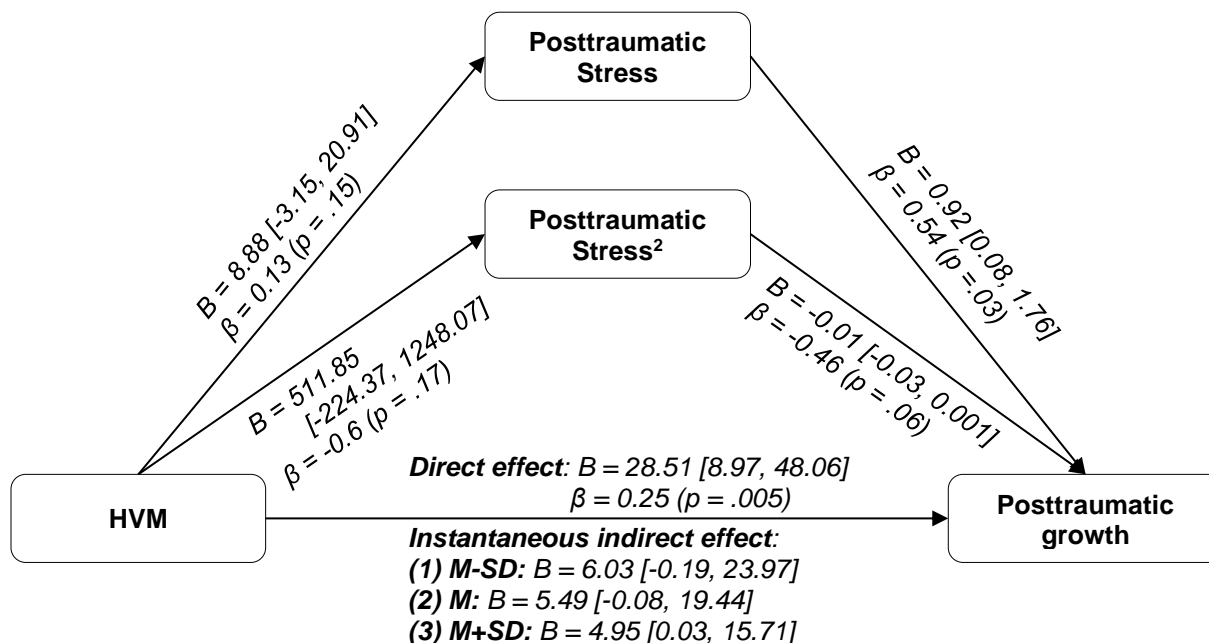 Posttraumatic
Stress
B = 8.88 [-3.15, 20.91]
β = 0.13 (p = .15)
B = 0.92 [0.08, 1.76]
β = 0.54 (p =.03)
Posttraumatic
Stress²
B = 511.85
[-224.37, 1248.07]
β = -0.6 (p = .17)
B = -0.01 [-0.03, 0.001]
β = -0.46 (p = .06)
HVM
Direct effect: B = 28.51 [8.97, 48.06]
β = 0.25 (p = .005)
Posttraumatic
growth
Instantaneous indirect effect:
(1) M-SD: B = 6.03 [-0.19, 23.97]
(2) M: B = 5.49 [-0.08, 19.44]
(3) M+SD: B = 4.95 [0.03, 15.71]